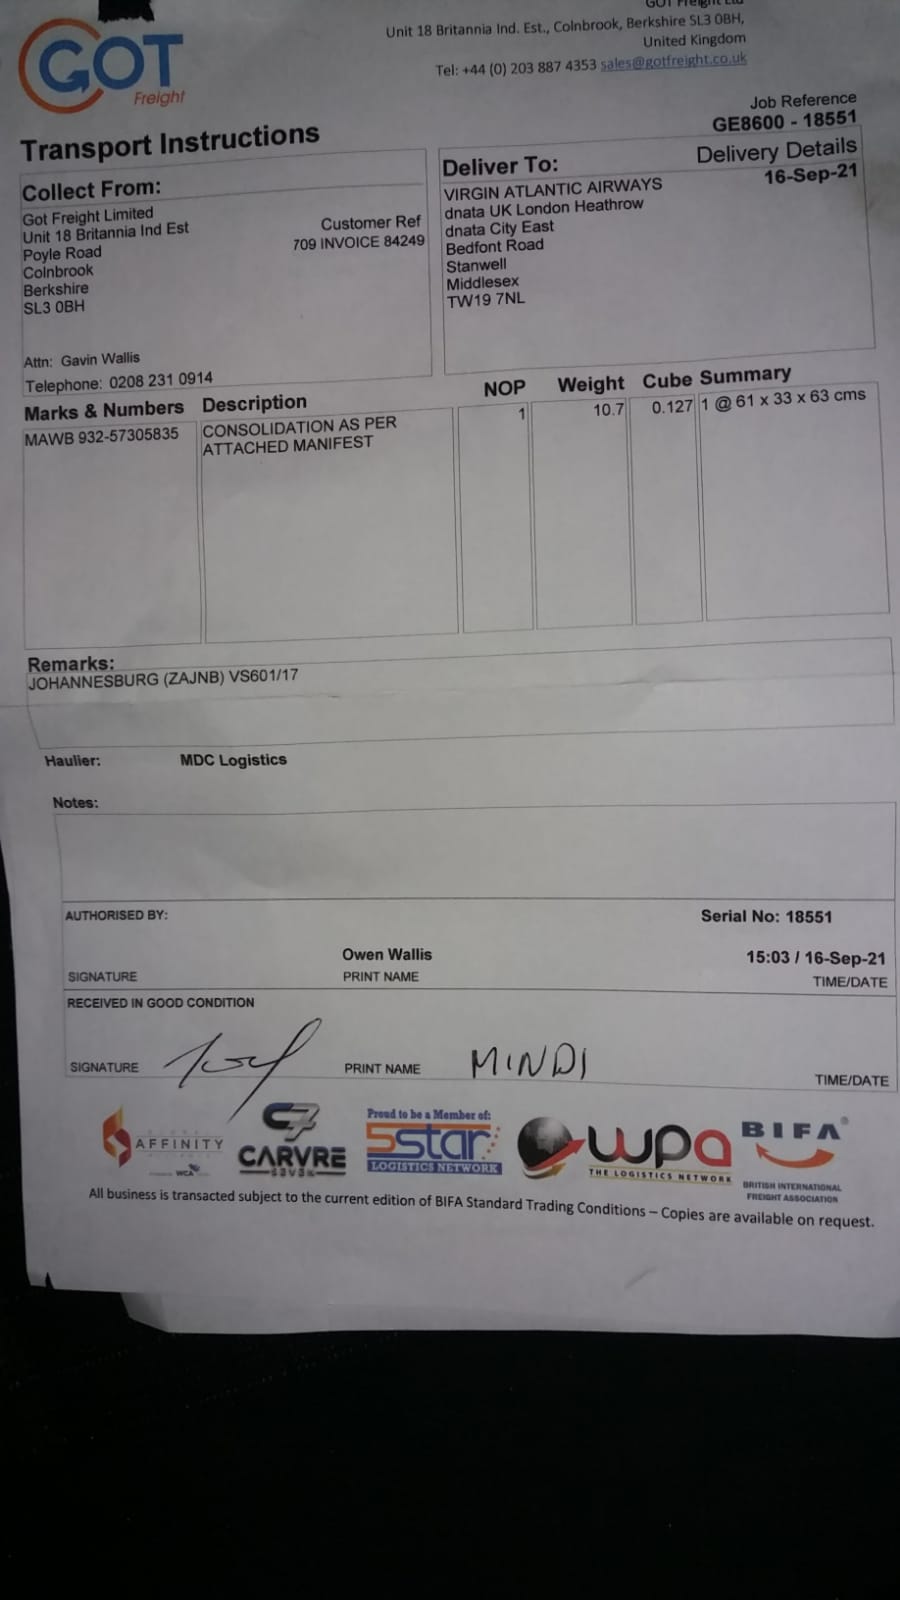 GOT
Freight
GOT Freight Ltd
Unit 18 Britannia Ind. Est., Colnbrook, Berkshire SL3 0BH,
United Kingdom
Tel: +44 (0) 203 887 4353 sales@gotfreight.co.uk
Job Reference
GE8600 - 18551
Transport Instructions
Collect From:
Got Freight Limited
Unit 18 Britannia Ind Est
Poyle Road
Colnbrook
Berkshire
SL3 0BH
Customer Ref
709 INVOICE 84249
Attn: Gavin Wallis
Telephone: 0208 231 0914
Deliver To:
VIRGIN ATLANTIC AIRWAYS
dnata UK London Heathrow
dnata City East
Bedfont Road
Stanwell
Middlesex
TW19 7NL
Delivery Details
16-Sep-21
Marks & Numbers Description NOP Weight Cube Summary
MAWB 932-57305835 CONSOLIDATION AS PER 1 10.7 0.127 1 @ 61 x 33 x 63 cms
ATTACHED MANIFEST
Remarks:
JOHANNESBURG (ZAJNB) VS601/17
Haulier: MDC Logistics
Notes:
AUTHORISED BY: Serial No: 18551
Owen Wallis 15:03 / 16-Sep-21
SIGNATURE PRINT NAME TIME/DATE
RECEIVED IN GOOD CONDITION
SIGNATURE PRINT NAME MINDI TIME/DATE
AFFINITY
WCA
CARVRE
S3V3N
Proud to be a Member of:
5star
LOGISTICS NETWORK
wpa
THE LOGISTICS NETWORK
BIFA
BRITISH INTERNATIONAL
FREIGHT ASSOCIATION
All business is transacted subject to the current edition of BIFA Standard Trading Conditions – Copies are available on request.